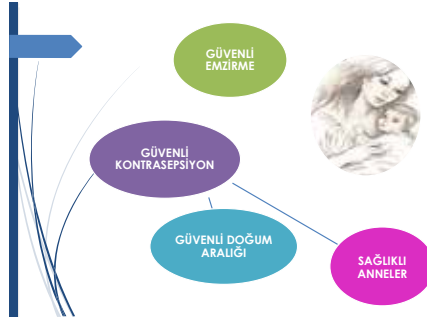 GÜVENLİ
EMZİRME
GÜVENLİ
KONTRASEPSİYON
GÜVENLİ DOĞUM
ARALIĞI
SAĞLIKLI
ANNELER